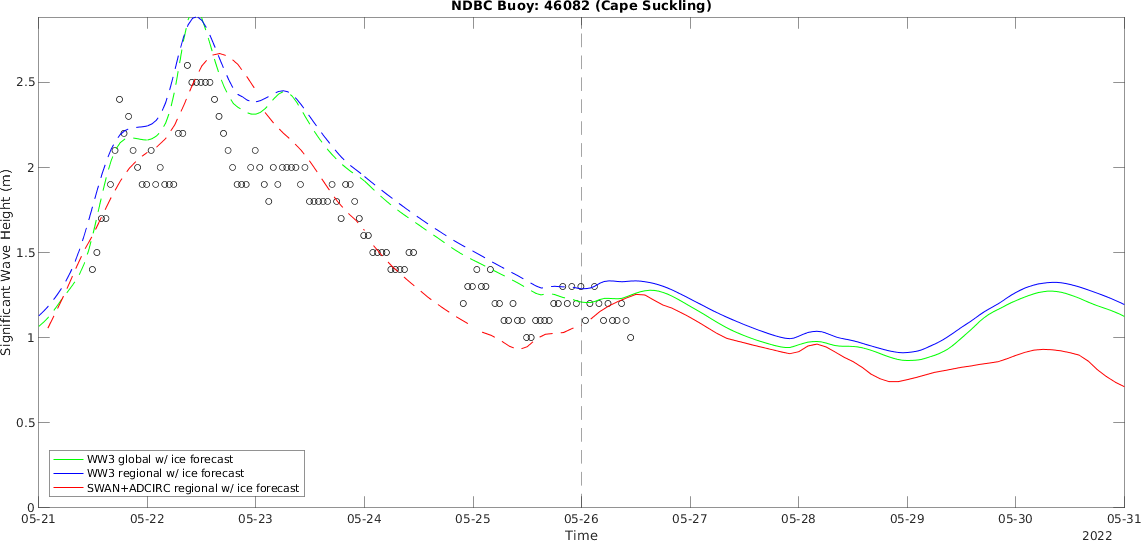 NDBC Buoy: 46082 (Cape Suckling)
Significant Wave Height (m)
2.5
2
1.5
1
0.5
0
WW3 global w/ ice forecast
WW3 regional w/ ice forecast
SWAN+ADCIRC regional w/ ice forecast
05-21 05-22 05-23 05-24 05-25 05-26 05-27 05-28 05-29 05-30 05-31
Time
2022